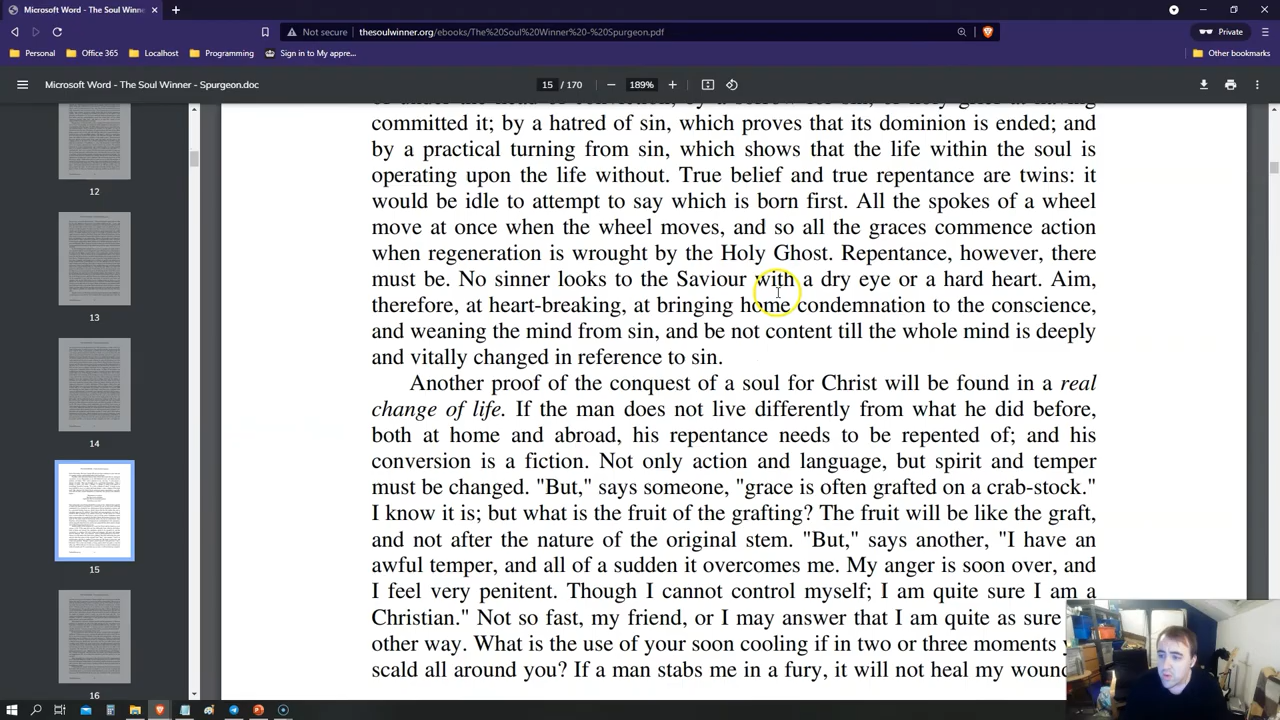 Microsoft Word - The Soul Winner
Not secure
thesoulwinner.org/ebooks/The%20Soul%20Winner%20-%20Spurgeon.pdf
Private
Personal
Office 365
Localhost
Programming
Sign in to My appre...
Other bookmarks
Microsoft Word - The Soul Winner - Spurgeon.doc
15 / 170
189%
12
13
14
15
16
committed it; by a hatred of sin, which proves that its dominion is ended; and
by a practical turning from sin, which shows that the life within the soul is
operating upon the life without. True belief and true repentance are twins: it
would be idle to attempt to say which is born first. All the spokes of a wheel
move at once when the wheel moves, and so all the graces commence action
when regeneration is wrought by the Holy Ghost. Repentance, however, there
must be. No sinner looks to the Saviour with a dry eye or a hard heart. Aim,
therefore, at heart-breaking, at bringing home condemnation to the conscience,
and weaning the mind from sin, and be not content till the whole mind is deeply
and vitally changed in reference to sin.
Another proof of the conquest of a soul for Christ will be found in a real
change of life. If the man does not live differently from what he did before,
both at home and abroad, his repentance needs to be repented of; and his
conversion is a fiction. Not only action and language, but spirit and temper
must be changed. "But," says someone, "grace is often grafted on a crab-stock."
I know it is: but what is the fruit of the grafting? The fruit will be like the graft,
and not after the nature of the original stem. "But," says another, "I have an
awful temper, and all of a sudden it overcomes me. My anger is soon over, and
I feel very penitent. Though I cannot control myself; I am quite sure I am a
Christian." Not so fast, my friend, or I may answer that I am quite as sure
other way. What is the use of your soon cooling if in two or three moments
scald all around you? If a man stabs me in a fury, it will not heal my